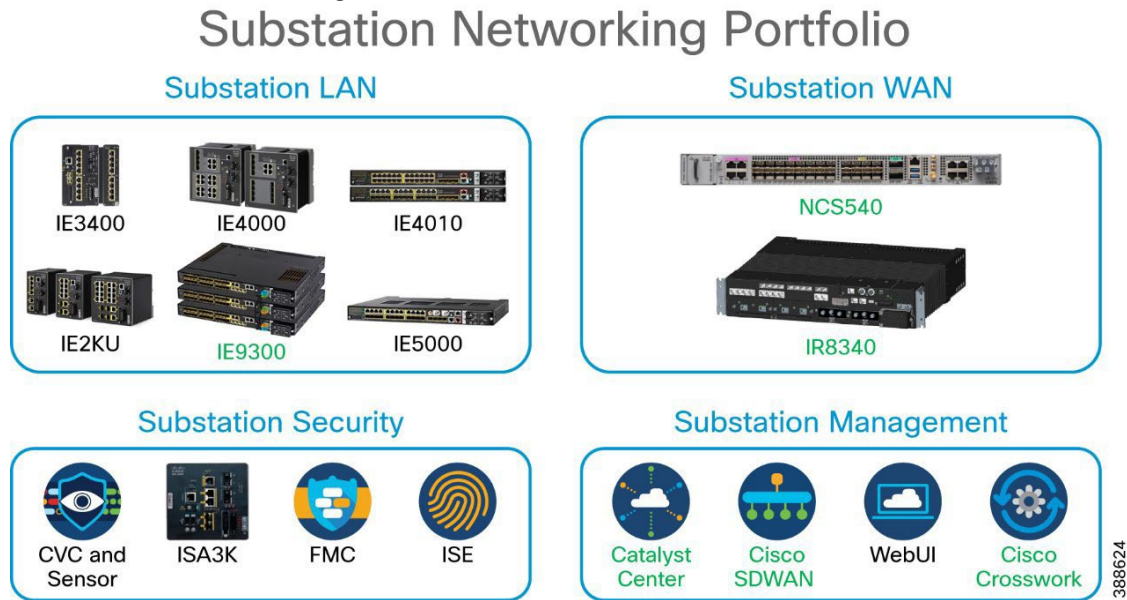 Substation Networking Portfolio
Substation LAN
IE3400
IE4000
IE4010
IE2KU
IE9300
IE5000
Substation WAN
NCS540
IR8340
Substation Security
CVC and
Sensor
ISA3K
FMC
ISE
Substation Management
Catalyst
Center
Cisco
SDWAN
WebUI
Cisco
Crosswork
388624